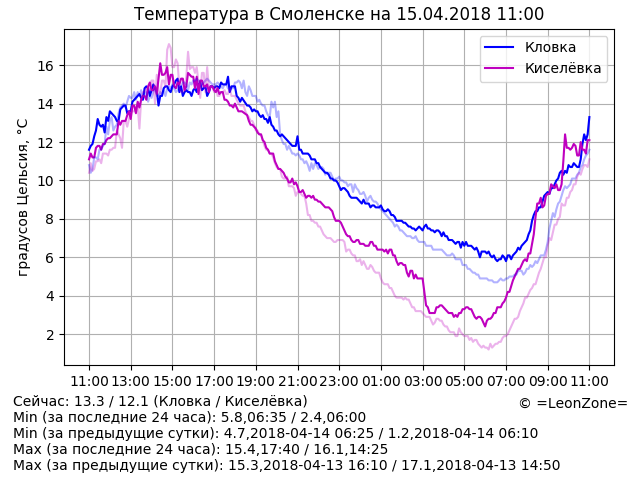 Температура в Смоленске на 15.04.2018 11:00
Кловка
Киселёвка
градусов Цельсия, °C
16
14
12
10
8
6
4
2
11:00 13:00 15:00 17:00 19:00 21:00 23:00 01:00 03:00 05:00 07:00 09:00 11:00
Сейчас: 13.3 / 12.1 (Кловка / Киселёвка)
© =LeonZone=
Min (за последние 24 часа): 5.8,06:35 / 2.4,06:00
Min (за предыдущие сутки): 4.7,2018-04-14 06:25 / 1.2,2018-04-14 06:10
Max (за последние 24 часа): 15.4,17:40 / 16.1,14:25
Max (за предыдущие сутки): 15.3,2018-04-13 16:10 / 17.1,2018-04-13 14:50